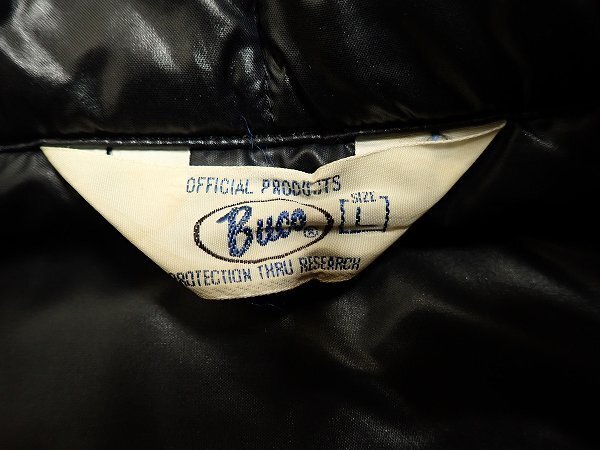 OFFICIAL PRODUCTS
Buco®
SIZE
L
PROTECTION THRU RESEARCH